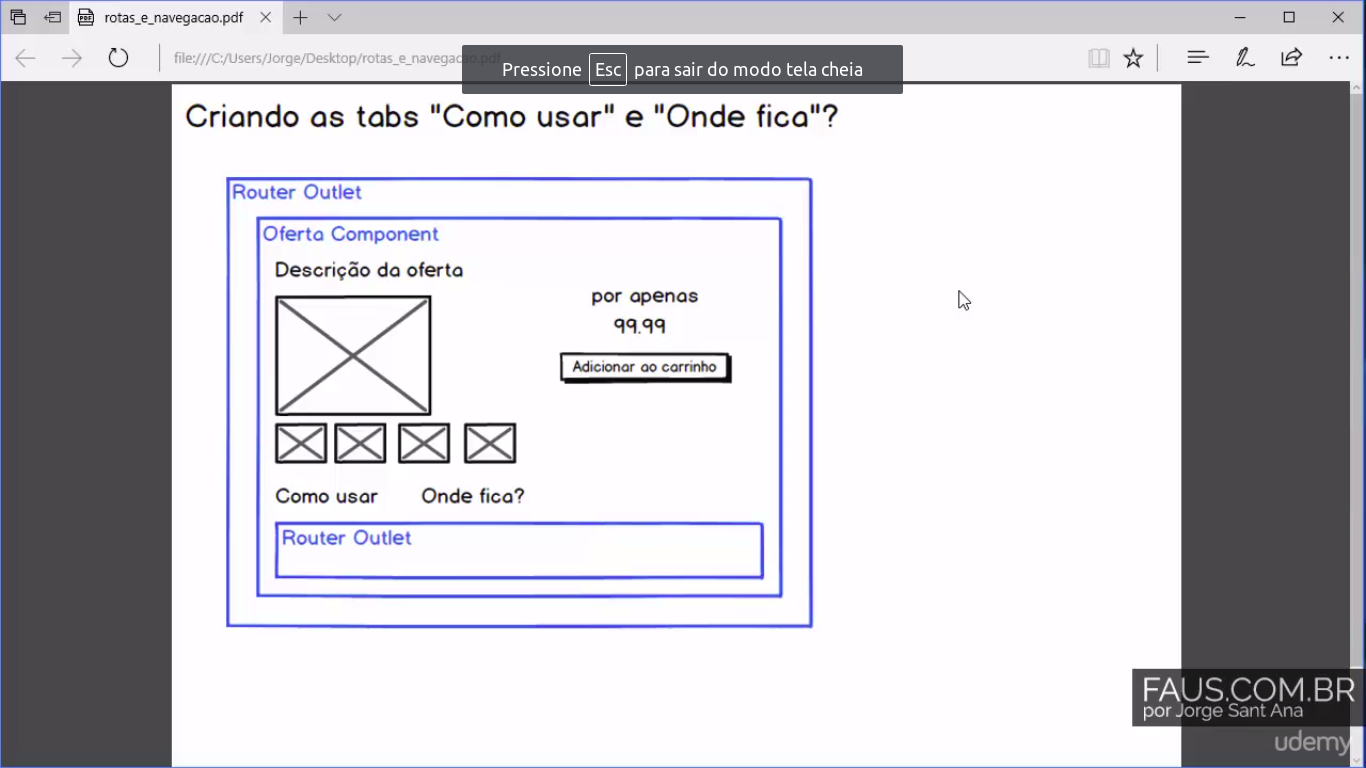 rotas_e_navegacao.pdf
file:///C:/Users/Jorge/Desktop/rotas_e_navegacao.pdf
Pressione Esc para sair do modo tela cheia
Criando as tabs "Como usar" e "Onde fica"?
Router Outlet
Oferta Component
Descrição da oferta
por apenas
99.99
Adicionar ao carrinho
Como usar Onde fica?
Router Outlet
FAUS.COM.BR
por Jorge Sant Ana
udemy